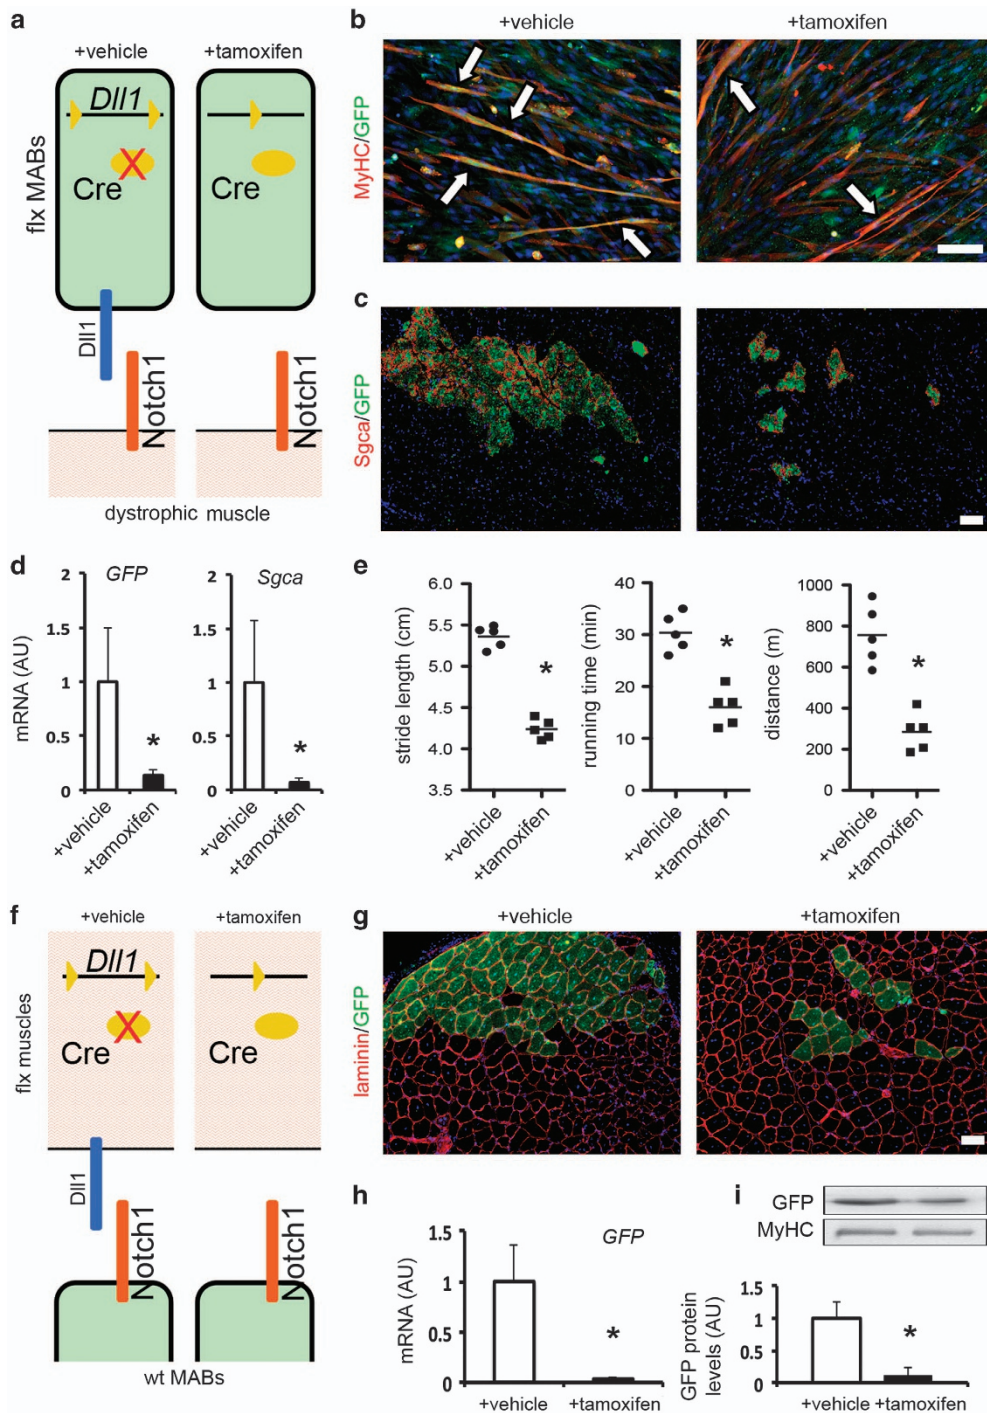 a
+vehicle
+tamoxifen
flx MABs
Dll1
Cre
X
Cre
Dll1
Notch1
Notch1
dystrophic muscle
b
+vehicle
+tamoxifen
MyHC/GFP
c
Sgca/GFP
d
GFP
Sgca
mRNA (AU)
2
1.5
1
0.5
0
2
1.5
1
0.5
0
*
*
+vehicle
+tamoxifen
+vehicle
+tamoxifen
e
stride length (cm)
6.0
5.5
5.0
4.5
4.0
3.5
*
+vehicle
+tamoxifen
running time (min)
40
30
20
10
0
*
+vehicle
+tamoxifen
distance (m)
1000
800
600
400
200
0
*
+vehicle
+tamoxifen
f
+vehicle
+tamoxifen
flx muscles
Dll1
Cre
X
Cre
Dll1
Notch1
Notch1
wt MABs
g
+vehicle
+tamoxifen
laminin/GFP
h
GFP
mRNA (AU)
1.5
1
0.5
0
*
+vehicle
+tamoxifen
i
GFP
MyHC
GFP protein
levels (AU)
1.5
1
0.5
0
*
+vehicle +tamoxifen